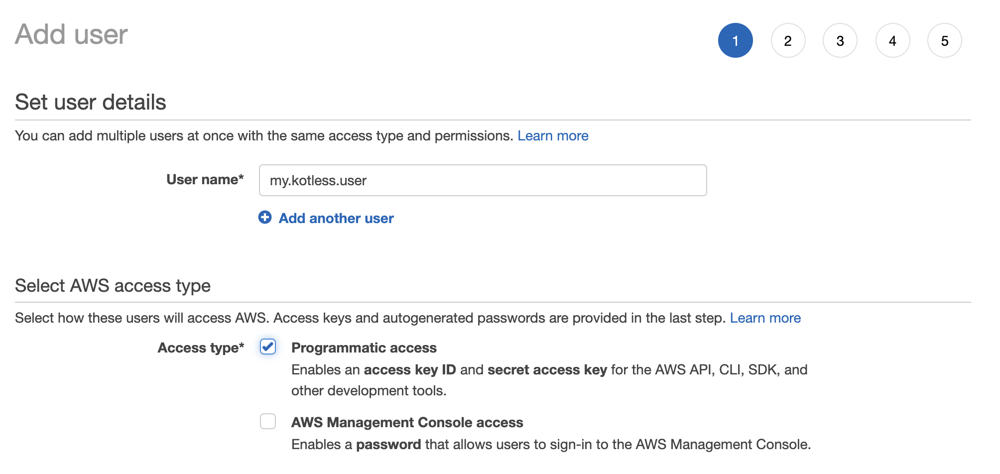 Add user
1 2 3 4 5
Set user details
You can add multiple users at once with the same access type and permissions. Learn more
User name* my.kotless.user
Add another user
Select AWS access type
Select how these users will access AWS. Access keys and autogenerated passwords are provided in the last step. Learn more
Access type* Programmatic access
Enables an access key ID and secret access key for the AWS API, CLI, SDK, and
other development tools.
AWS Management Console access
Enables a password that allows users to sign-in to the AWS Management Console.